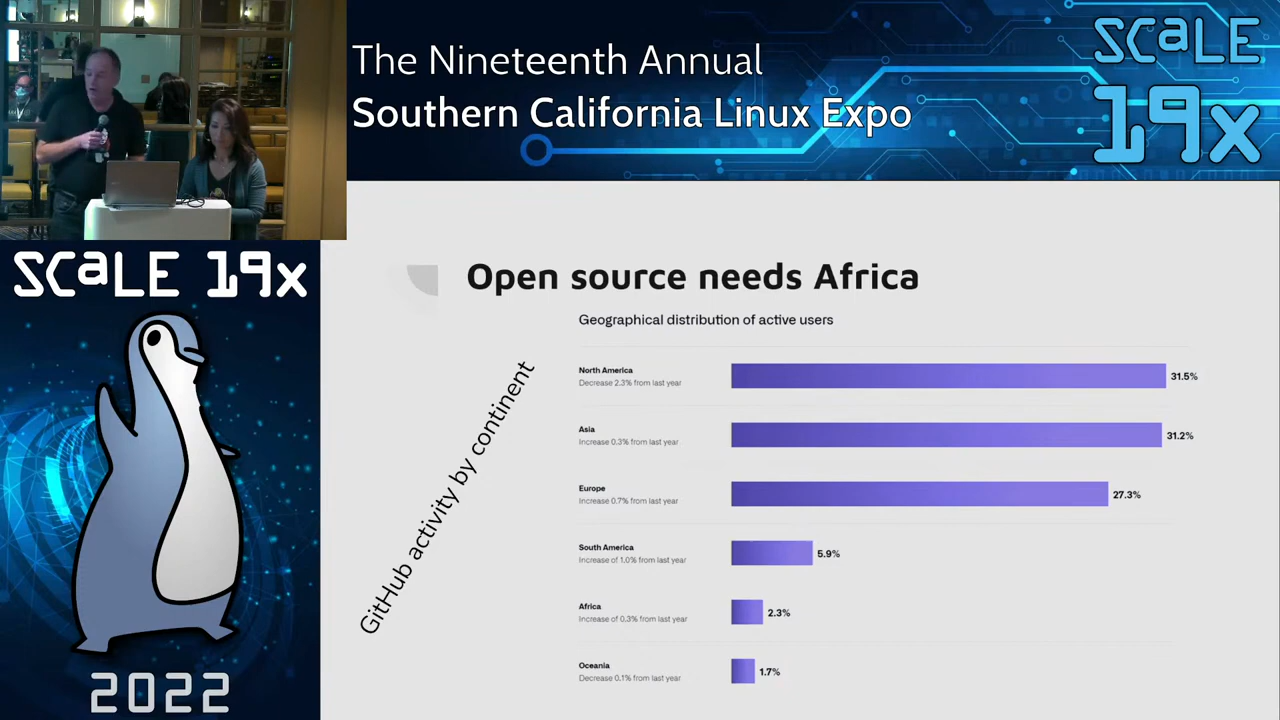 The Nineteenth Annual
Southern California Linux Expo
SCaLE
19x
SCaLE 19x
2022
Open source needs Africa
Geographical distribution of active users
GitHub activity by continent
North America
Decrease 2.3% from last year
31.5%
Asia
Increase 0.3% from last year
31.2%
Europe
Increase 0.7% from last year
27.3%
South America
Increase of 1.0% from last year
5.9%
Africa
Increase of 0.3% from last year
2.3%
Oceania
Decrease 0.1% from last year
1.7%